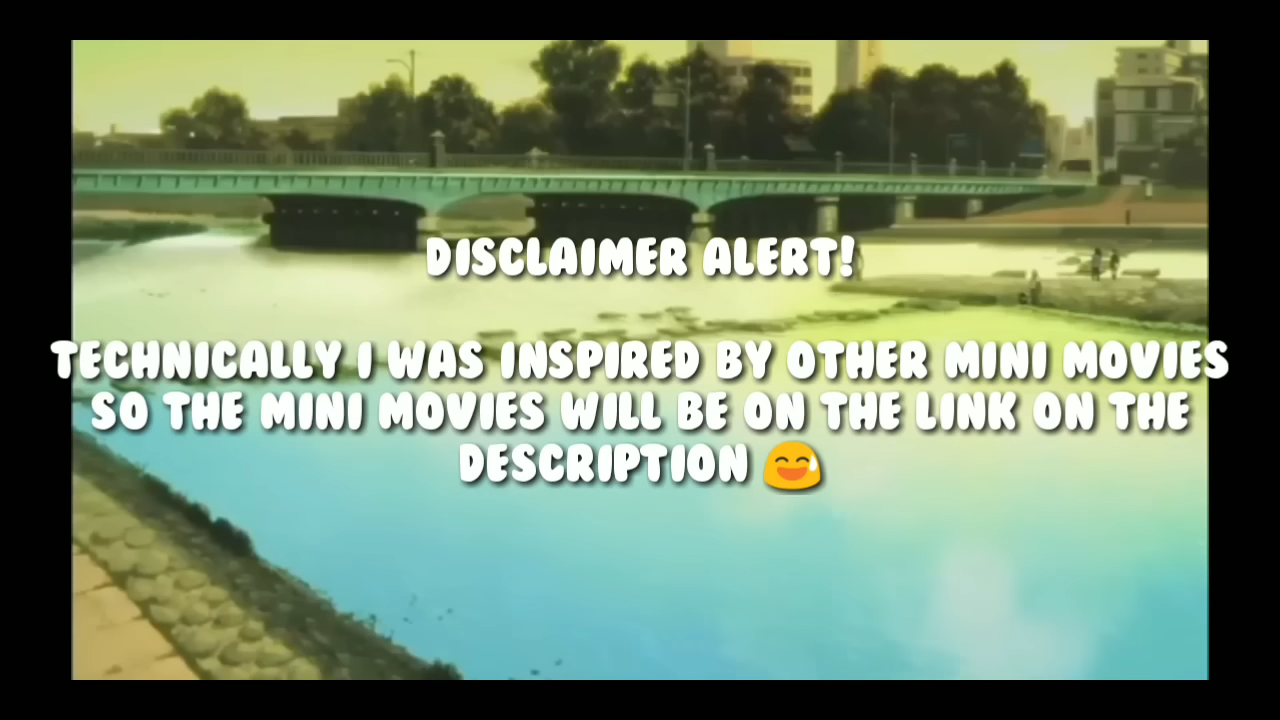 DISCLAIMER ALERT!
TECHNICALLY I WAS INSPIRED BY OTHER MINI MOVIES
SO THE MINI MOVIES WILL BE ON THE LINK ON THE
DESCRIPTION 😅